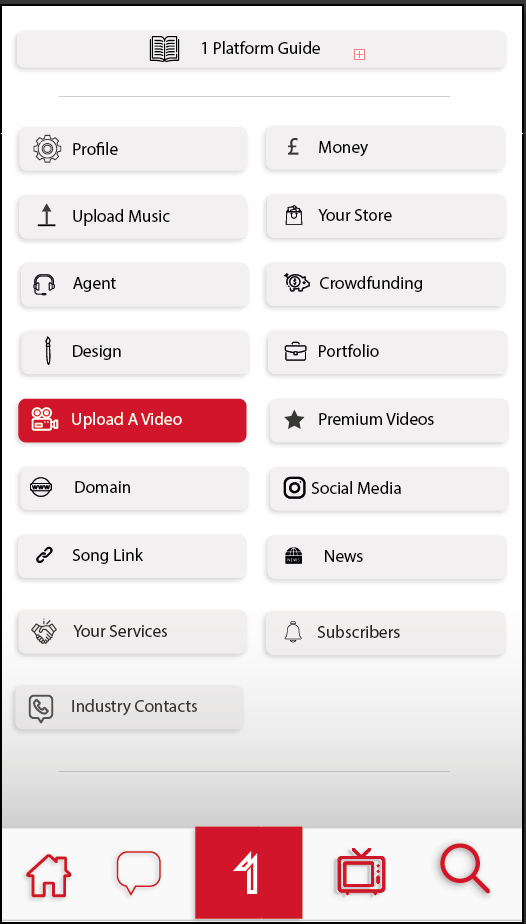 1 Platform Guide
Profile
Money
Upload Music
Your Store
Agent
Crowdfunding
Design
Portfolio
Upload A Video
Premium Videos
www
Domain
Social Media
Song Link
NEWS
News
Your Services
Subscribers
Industry Contacts
1